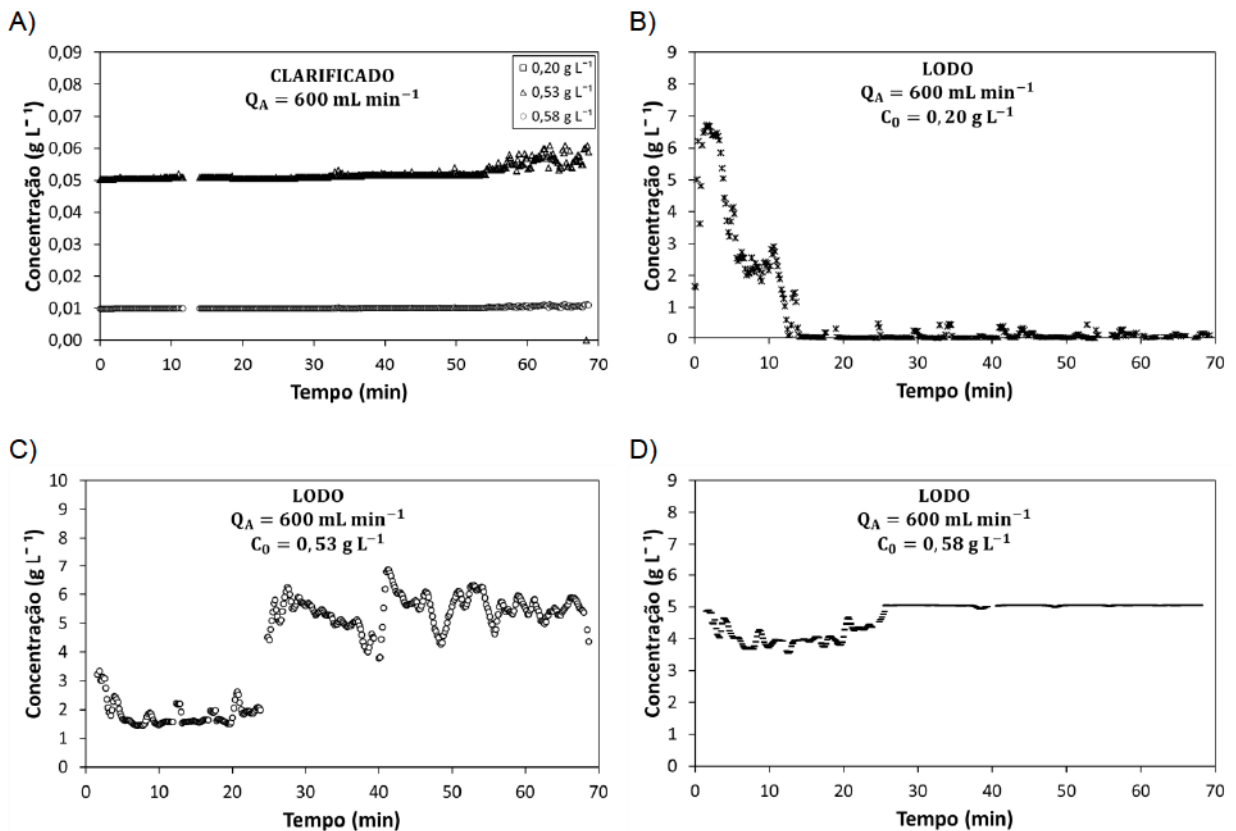 A)
0,09
0,08
0,07
0,06
0,05
0,04
0,03
0,02
0,01
0,00
Concentração (g L⁻¹)
CLARIFICADO
Q_A = 600 mL min⁻¹
0,20 g L⁻¹
0,53 g L⁻¹
0,58 g L⁻¹
0 10 20 30 40 50 60 70
Tempo (min)
B)
9
8
7
6
5
4
3
2
1
0
Concentração (g L⁻¹)
LODO
Q_A = 600 mL min⁻¹
C₀ = 0, 20 g L⁻¹
0 10 20 30 40 50 60 70
Tempo (min)
C)
10
9
8
7
6
5
4
3
2
1
0
Concentração (g L⁻¹)
LODO
Q_A = 600 mL min⁻¹
C₀ = 0, 53 g L⁻¹
0 10 20 30 40 50 60 70
Tempo (min)
D)
9
8
7
6
5
4
3
2
1
0
Concentração (g L⁻¹)
LODO
Q_A = 600 mL min⁻¹
C₀ = 0, 58 g L⁻¹
0 10 20 30 40 50 60 70
Tempo (min)